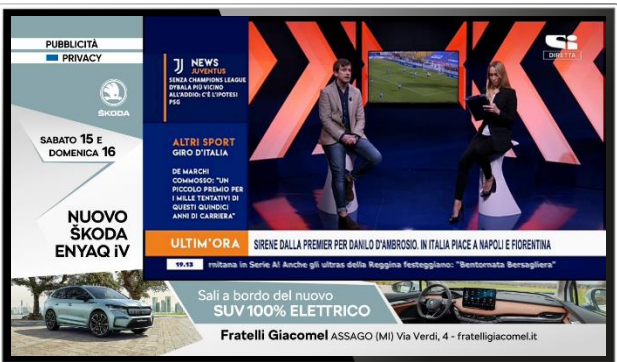 PUBBLICITÀ
PRIVACY
ŠKODA
SABATO 15 E
DOMENICA 16
NUOVO
ŠKODA
ENYAQ iV
NEWS
JUVENTUS
SENZA CHAMPIONS LEAGUE
DYBALA PIÙ VICINO
ALL'ADDIO: C'È L'IPOTESI
PSG
ALTRI SPORT
GIRO D'ITALIA
DE MARCHI
COMMOSSO: "UN
PICCOLO PREMIO PER
I MILLE TENTATIVI DI
QUESTI QUINDICI
ANNI DI CARRIERA"
DIRETTA
ULTIM'ORA
SIRENE DALLA PREMIER PER DANILO D'AMBROSIO. IN ITALIA PIACE A NAPOLI E FIORENTINA
19.13
rnitana in Serie A! Anche gli ultras della Reggina festeggiano: "Bentornata Bersagliera"
Sali a bordo del nuovo
SUV 100% ELETTRICO
Fratelli Giacomel ASSAGO (MI) Via Verdi, 4 - fratelligiacomel.it